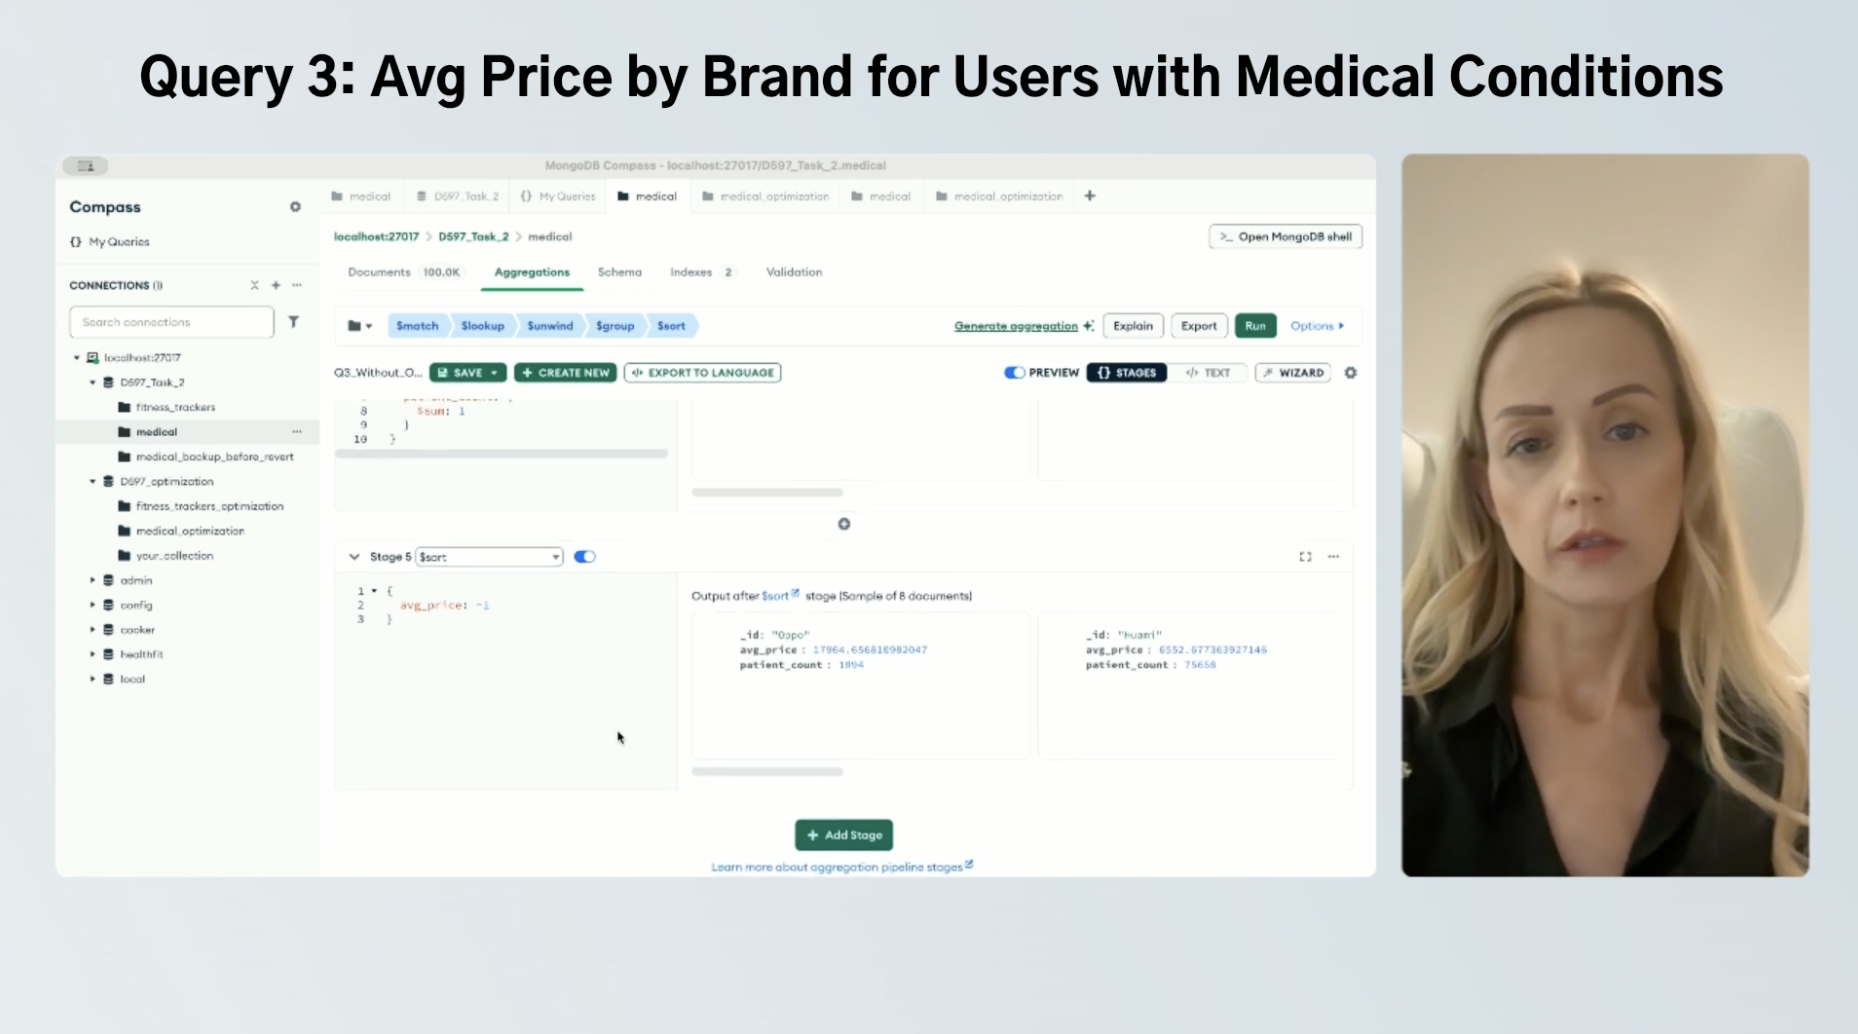 Query 3: Avg Price by Brand for Users with Medical Conditions
MongoDB Compass - localhost:27017/D597_Task_2.medical
Compass
{} My Queries
CONNECTIONS (1)
Search connections
localhost:27017
D597_Task_2
fitness_trackers
medical
medical_backup_before_revert
D597_optimization
fitness_trackers_optimization
medical_optimization
your_collection
admin
config
cooker
healthfit
local
medical D597_Task_2 {} My Queries medical medical_optimization medical medical_optimization +
localhost:27017 > D597_Task_2 > medical
>_ Open MongoDB shell
Documents 100.0K Aggregations Schema Indexes 2 Validation
$match $lookup $unwind $group $sort
Generate aggregation Explain Export Run Options
Q3_Without_O... SAVE + CREATE NEW </> EXPORT TO LANGUAGE
PREVIEW {} STAGES </> TEXT WIZARD
8 $sum: 1
9 }
10 }
Stage 5 $sort
1 {
2 avg_price: -1
3 }
Output after $sort stage (Sample of 8 documents)
_id: "Oppo"
avg_price : 17964.656810982047
patient_count : 1894
_id: "Huami"
avg_price : 6552.677363927146
patient_count : 75658
+ Add Stage
Learn more about aggregation pipeline stages